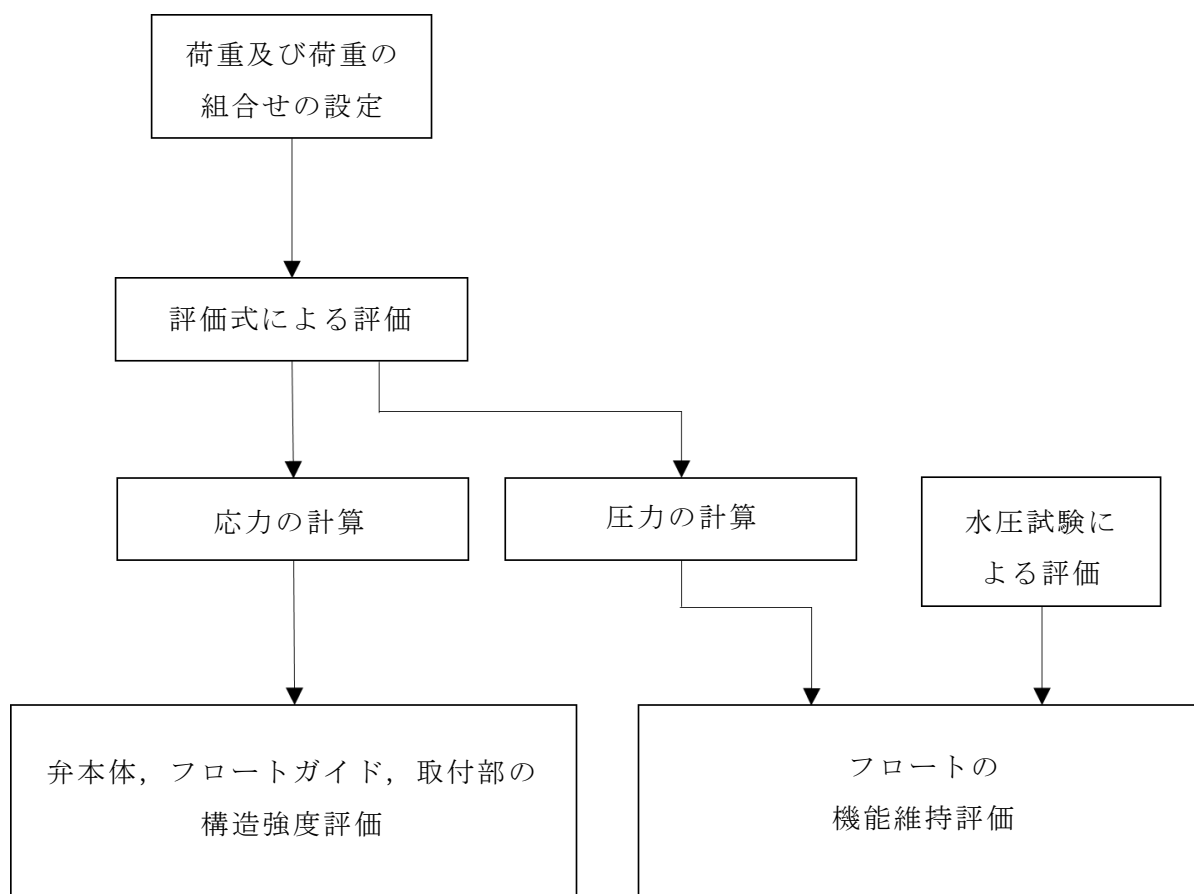 荷重及び荷重の
組合せの設定
評価式による評価
応力の計算
圧力の計算
水圧試験に
よる評価
弁本体，フロートガイド，取付部の
構造強度評価
フロートの
機能維持評価